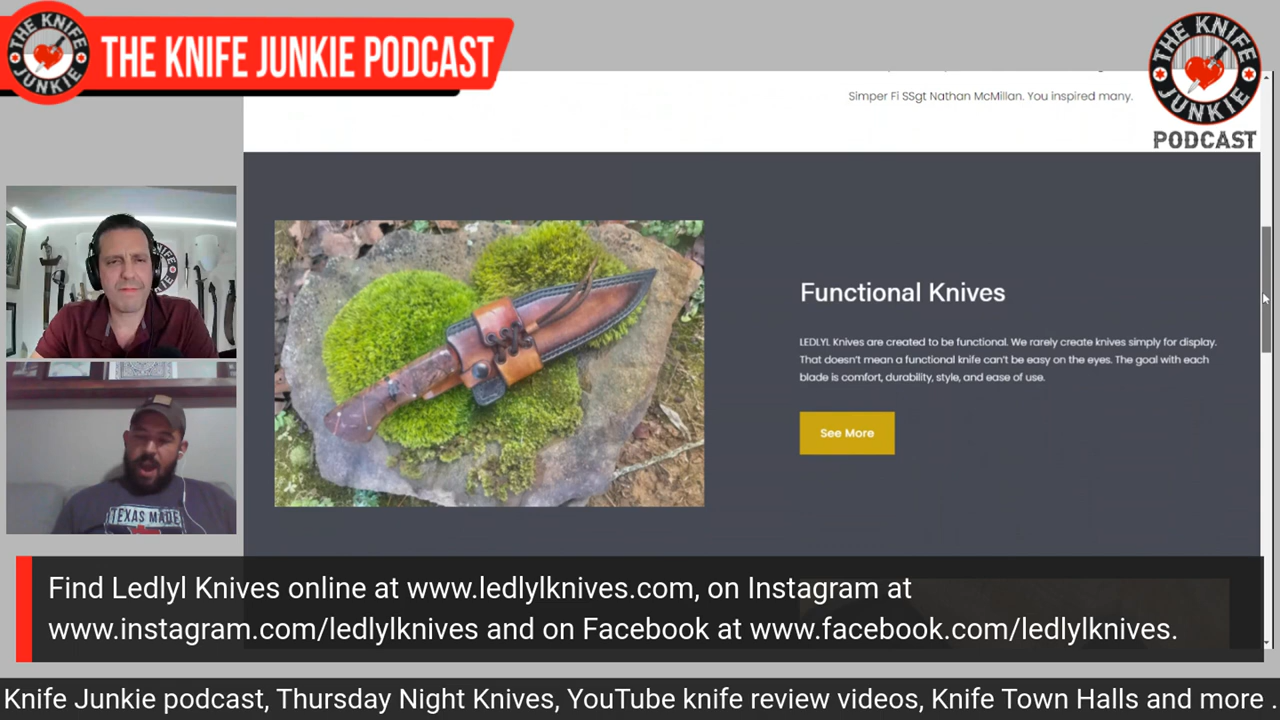 THE KNIFE JUNKIE
THE KNIFE JUNKIE PODCAST
THE KNIFE JUNKIE
PODCAST
Simper Fi SSgt Nathan McMillan. You inspired many.
Functional Knives
LEDLYL Knives are created to be functional. We rarely create knives simply for display.
That doesn't mean a functional knife can't be easy on the eyes. The goal with each
blade is comfort, durability, style, and ease of use.
See More
TEXAS MADE
Find Ledlyl Knives online at www.ledlylknives.com, on Instagram at
www.instagram.com/ledlylknives and on Facebook at www.facebook.com/ledlylknives.
Knife Junkie podcast, Thursday Night Knives, YouTube knife review videos, Knife Town Halls and more .